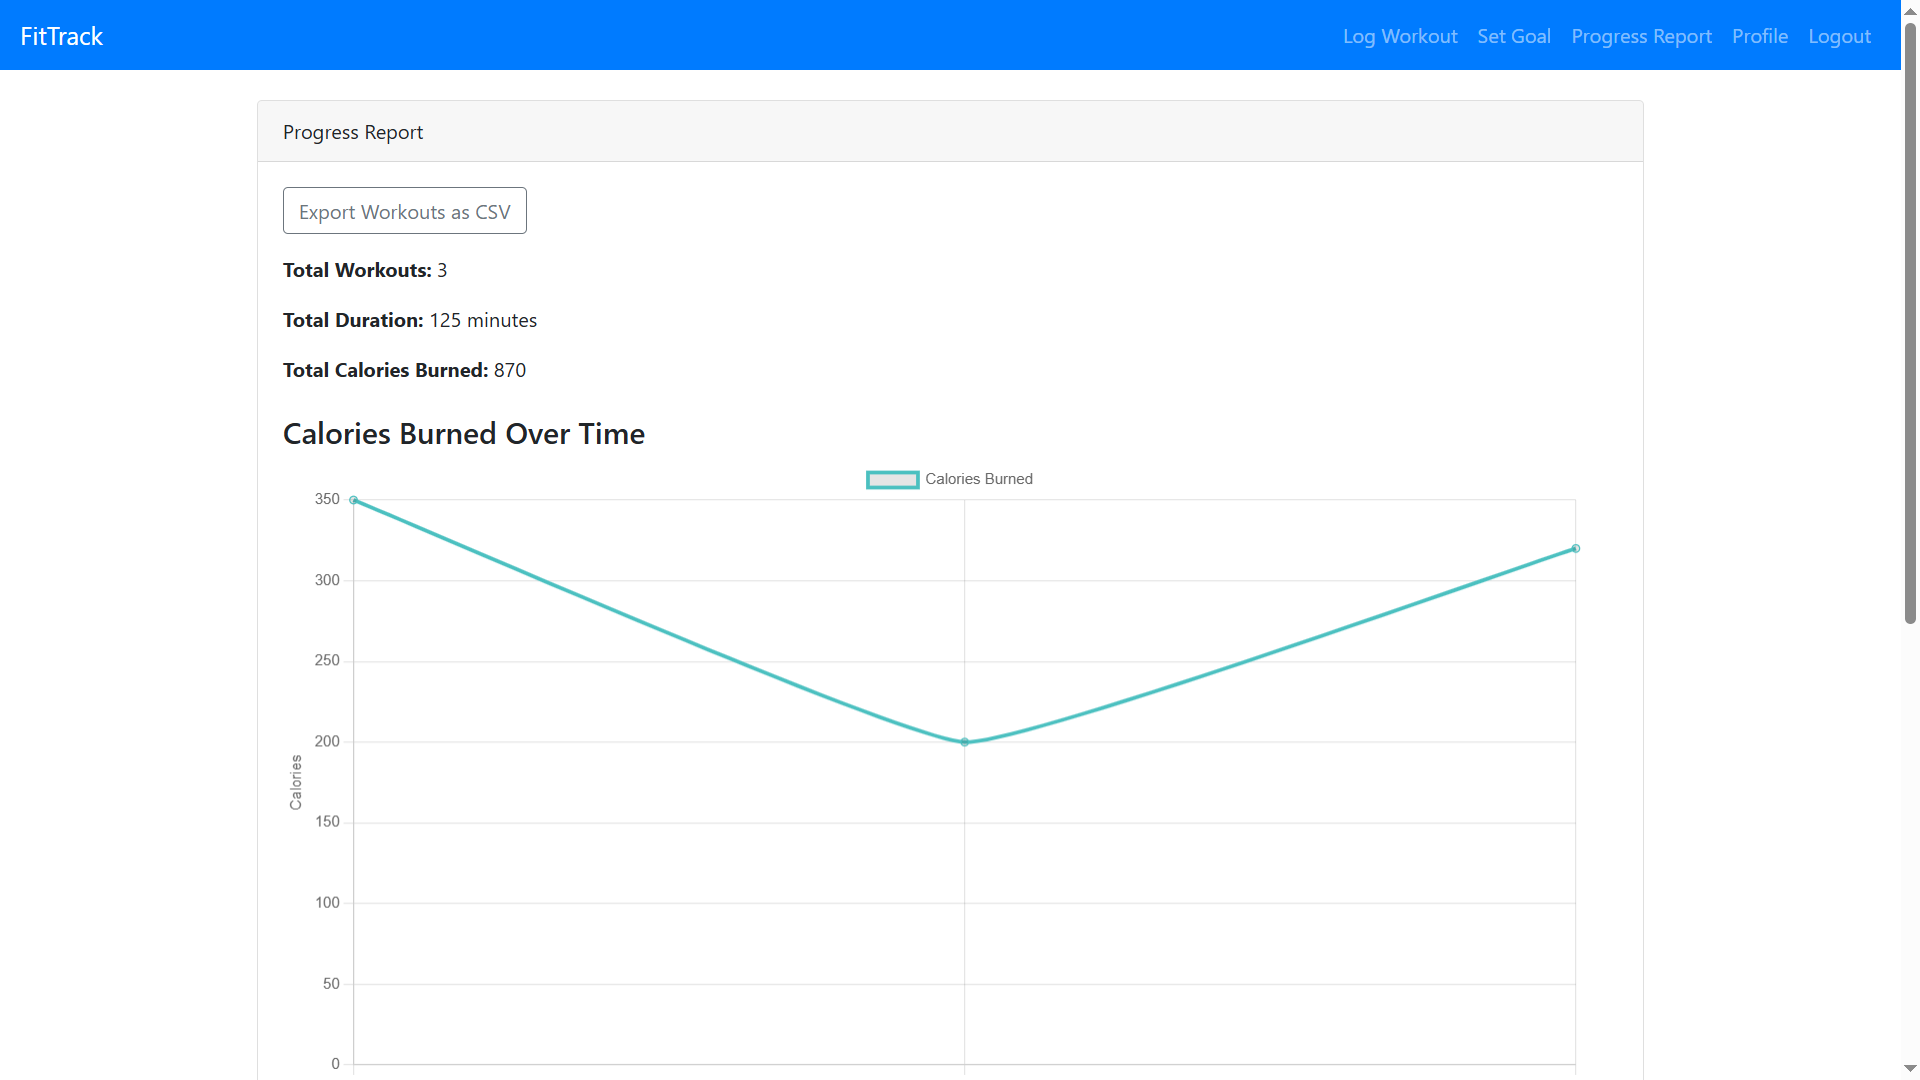 FitTrack
Log Workout Set Goal Progress Report Profile Logout
Progress Report
Export Workouts as CSV
Total Workouts: 3
Total Duration: 125 minutes
Total Calories Burned: 870
Calories Burned Over Time
Calories Burned
350
300
250
200
Calories
150
100
50
0